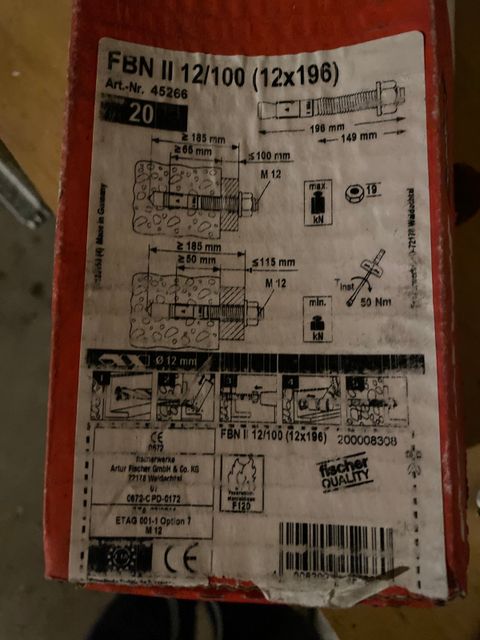 FBN II 12/100 (12x196)
Art.-Nr. 45266
20
196 mm
149 mm
≥ 185 mm
≥ 65 mm
≤ 100 mm
M 12
max.
kN
19
Made in Germany
≥ 185 mm
≥ 50 mm
≤ 115 mm
M 12
min.
kN
Tinst
50 Nm
Ø 12 mm
1 2 3 4 5
CE
0672
fischerwerke
Artur Fischer GmbH & Co. KG
72178 Waldachtal
07
0672-CPD-0172
ETAG 001-1 Option 7
M 12
FBN II 12/100 (12x196)
200008308
F120
fischer
QUALITY
CE